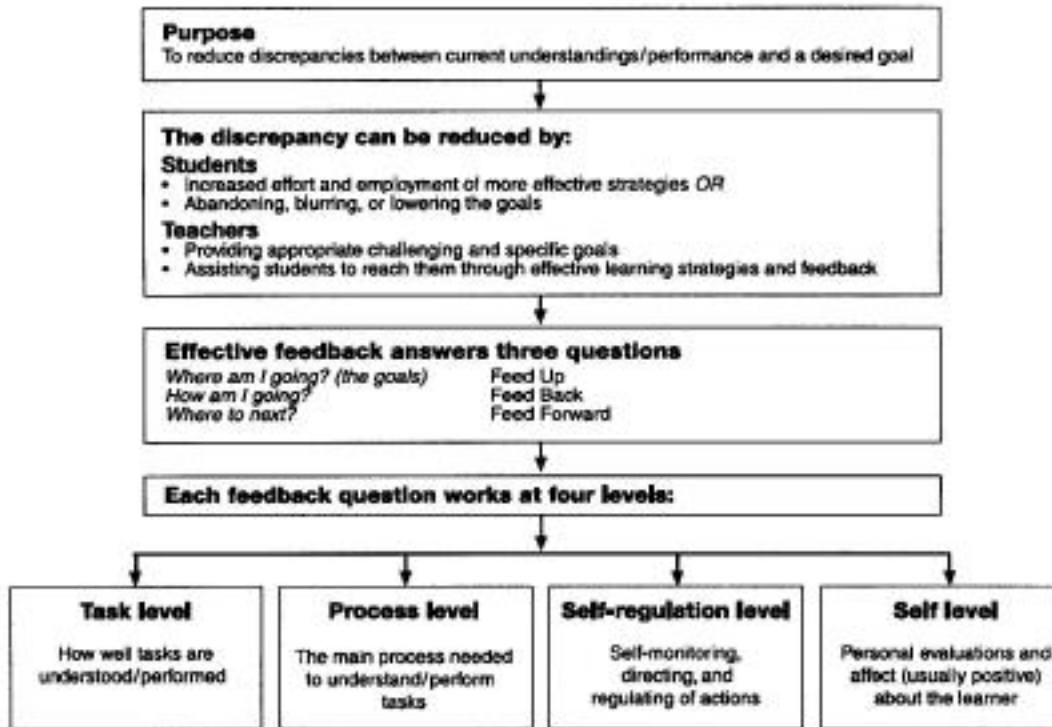 Purpose
To reduce discrepancies between current understandings/performance and a desired goal
The discrepancy can be reduced by:
Students
• Increased effort and employment of more effective strategies OR
• Abandoning, blurring, or lowering the goals
Teachers
• Providing appropriate challenging and specific goals
• Assisting students to reach them through effective learning strategies and feedback
Effective feedback answers three questions
Where am I going? (the goals) Feed Up
How am I going? Feed Back
Where to next? Feed Forward
Each feedback question works at four levels:
Task level
How well tasks are
understood/performed
Process level
The main process needed
to understand/perform
tasks
Self-regulation level
Self-monitoring,
directing, and
regulating of actions
Self level
Personal evaluations and
affect (usually positive)
about the learner